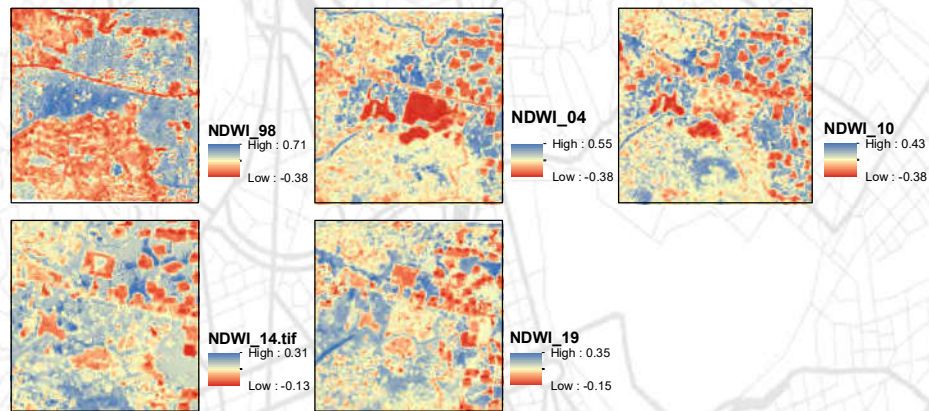 NDWI_98
High : 0.71
Low : -0.38
NDWI_04
High : 0.55
Low : -0.38
NDWI_10
High : 0.43
Low : -0.38
NDWI_14.tif
High : 0.31
Low : -0.13
NDWI_19
High : 0.35
Low : -0.15